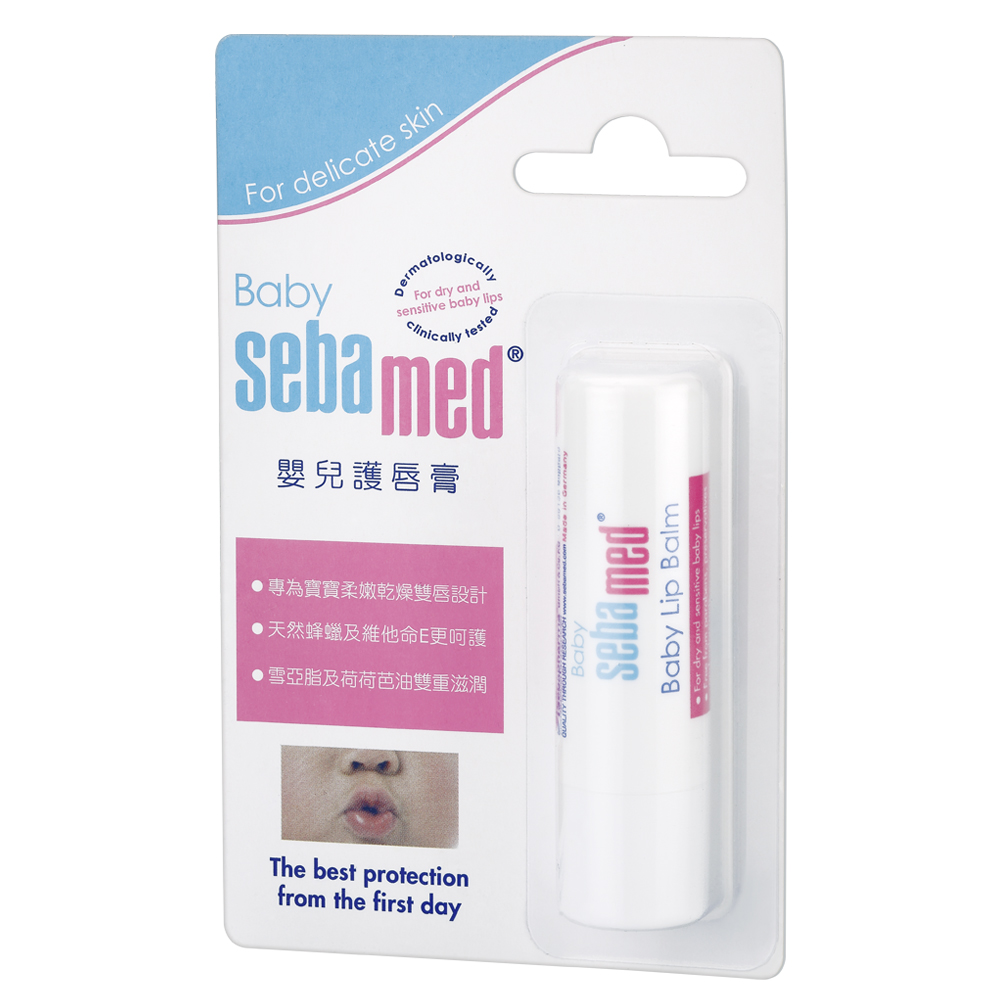 For delicate skin
Dermatologically
For dry and
sensitive baby lips
clinically tested
Baby
sebamed®
嬰兒護唇膏
● 專為寶寶柔嫩乾燥雙唇設計
● 天然蜂蠟及維他命E更呵護
● 雪亞脂及荷荷芭油雙重滋潤
The best protection
from the first day
QUALITY THROUGH RESEARCH www.sebamed.com Made in Germany
Baby
sebamed®
Baby Lip Balm
• For dry and sensitive baby lips